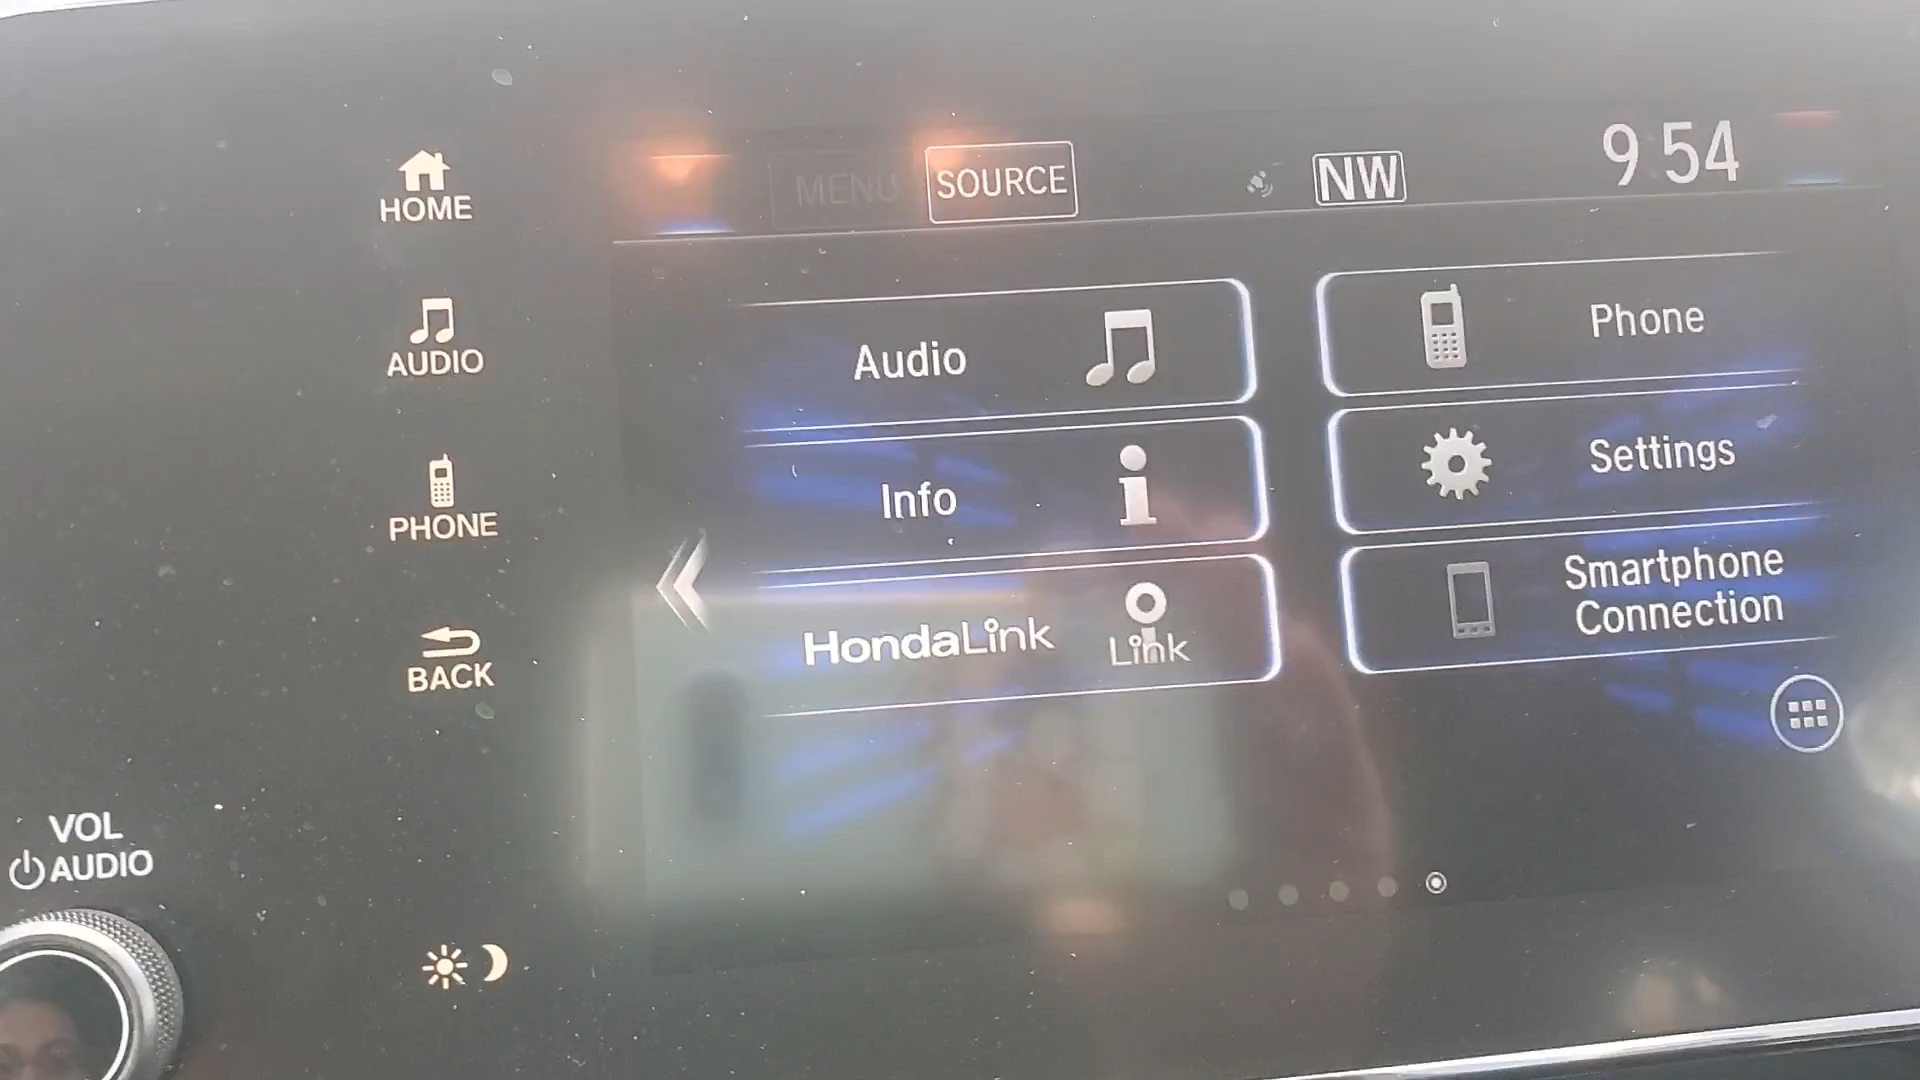 HOME
AUDIO
PHONE
BACK
VOL
AUDIO
MENU
SOURCE
NW
9:54
Audio
Phone
Info
Settings
HondaLink
Link
Smartphone
Connection